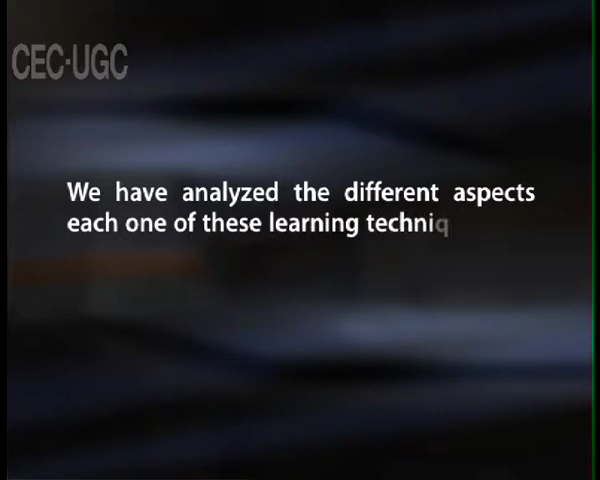 CEC-UGC
We have analyzed the different aspects
each one of these learning techniq